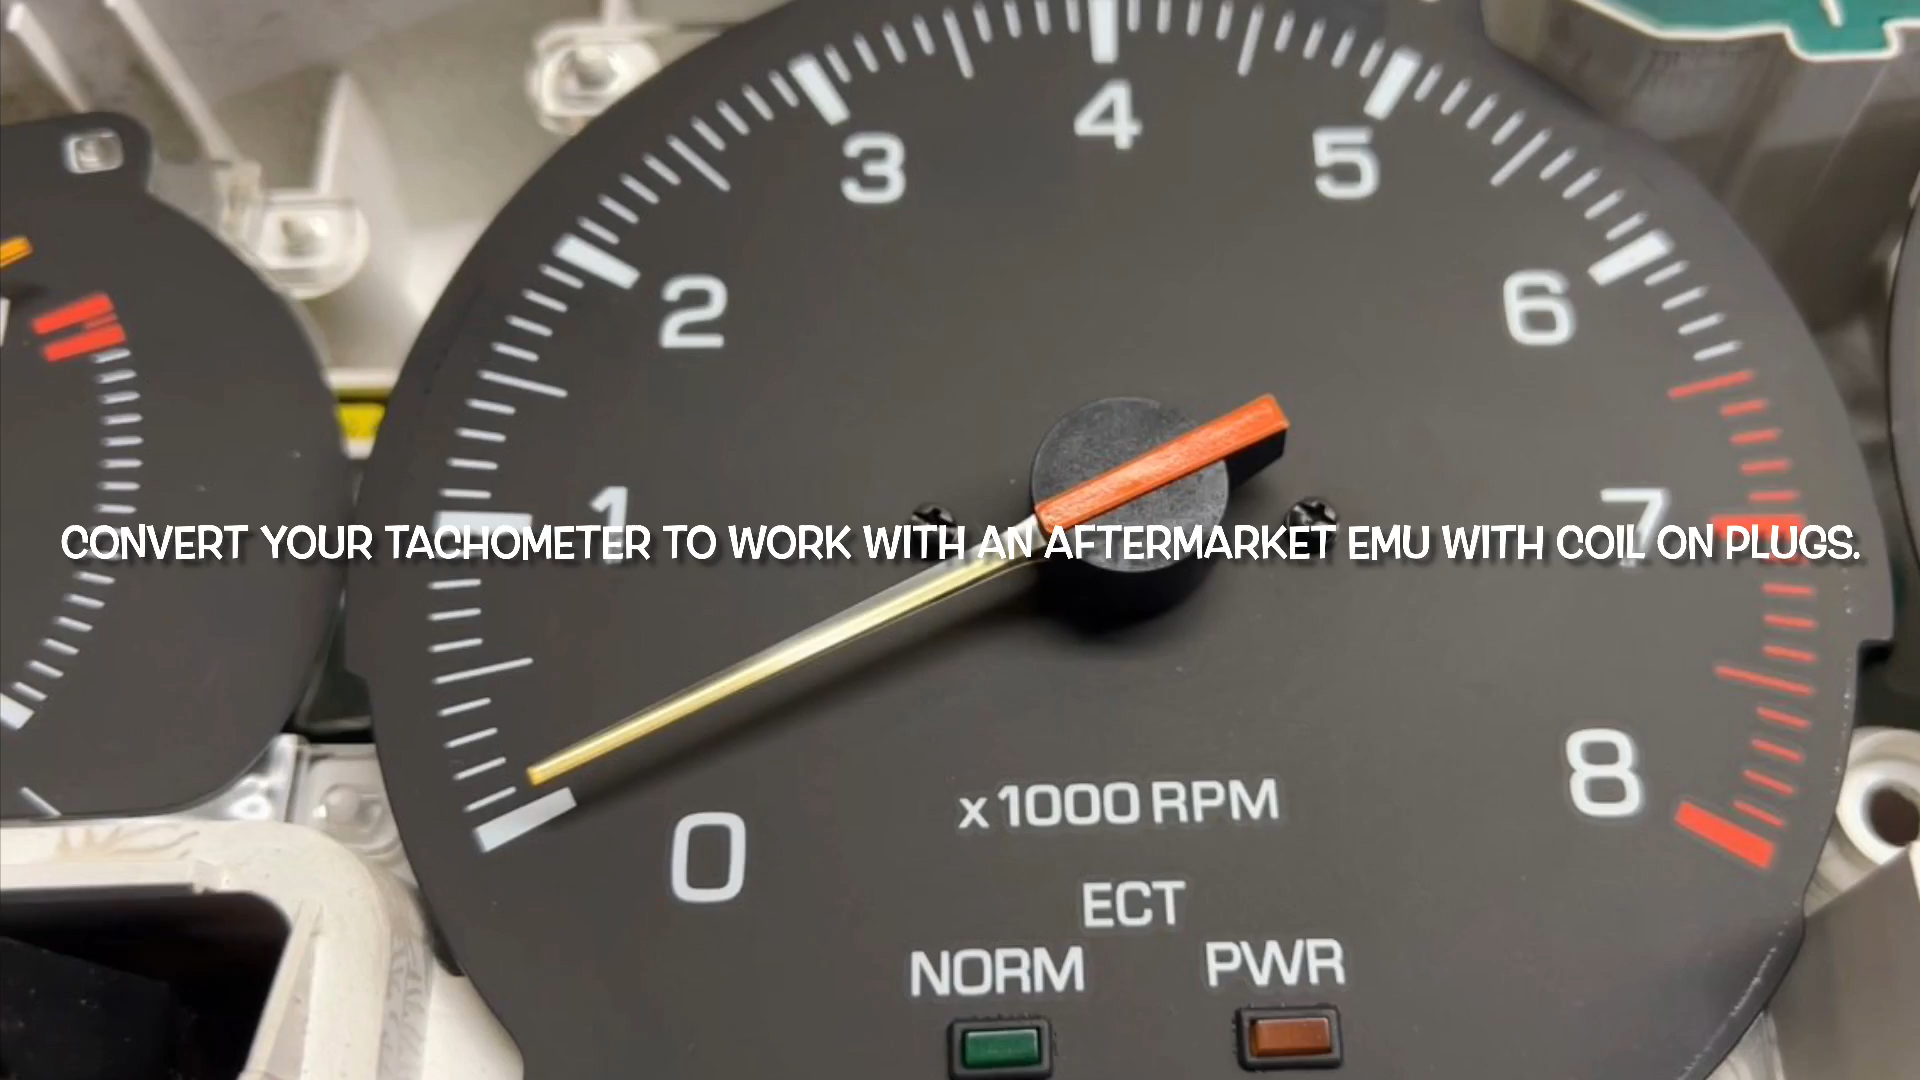 4
3
5
2
6
1
7
CONVERT YOUR TACHOMETER TO WORK WITH AN AFTERMARKET EMU WITH COIL ON PLUGS.
8
0
x1000 RPM
ECT
NORM PWR